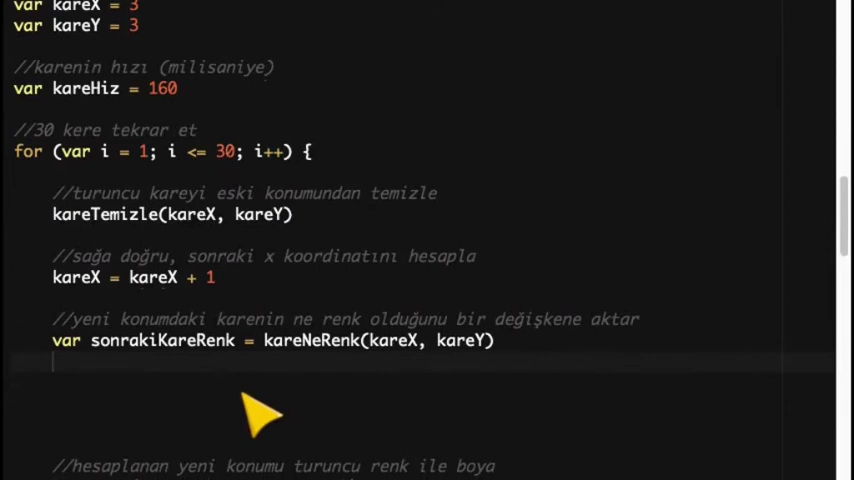 var kareX = 3
var kareY = 3
//karenin hızı (milisaniye)
var kareHiz = 160
//30 kere tekrar et
for (var i = 1; i <= 30; i++) {
//turuncu kareyi eski konumundan temizle
kareTemizle(kareX, kareY)
//sağa doğru, sonraki x koordinatını hesapla
kareX = kareX + 1
//yeni konumdaki karenin ne renk olduğunu bir değişkene aktar
var sonrakiKareRenk = kareNeRenk(kareX, kareY)
//hesaplanan yeni konumu turuncu renk ile boya